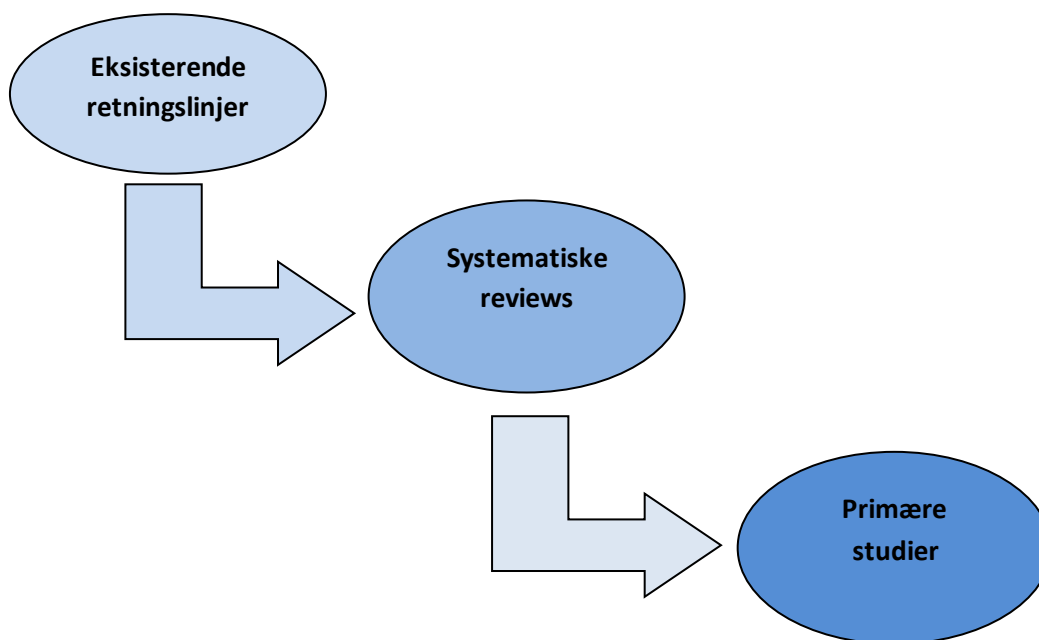 Eksisterende
retningslinjer
Systematiske
reviews
Primære
studier